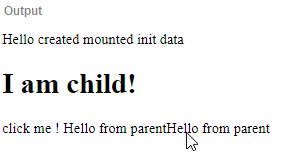 Output
Hello created mounted init data
I am child!
click me ! Hello from parentHello from parent